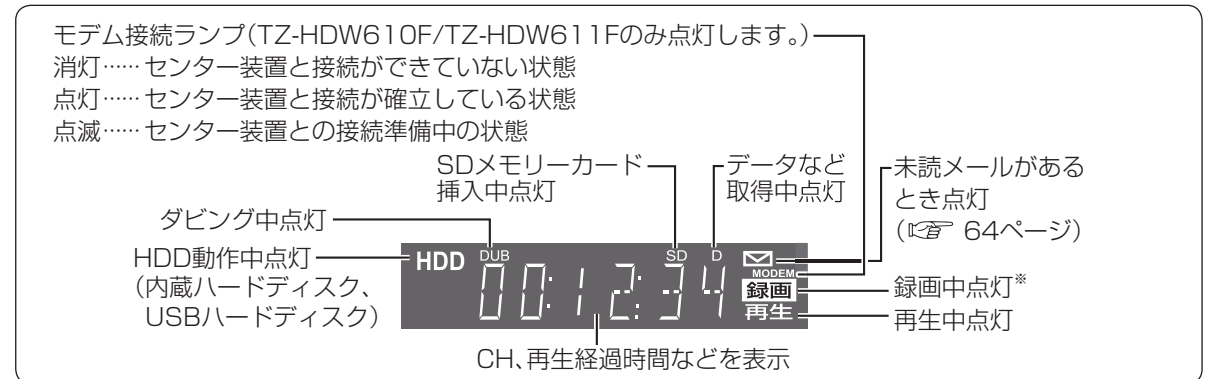 モデム接続ランプ(TZ-HDW610F/TZ-HDW611Fのみ点灯します。)
消灯……センター装置と接続ができていない状態
点灯……センター装置と接続が確立している状態
点滅……センター装置との接続準備中の状態
SDメモリーカード
挿入中点灯
データなど
取得中点灯
未読メールがある
とき点灯
(☞ 64ページ)
ダビング中点灯
HDD動作中点灯
(内蔵ハードディスク、
USBハードディスク)
HDD
DUB
SD
D
MODEM
00:12:34
録画
再生
録画中点灯※
再生中点灯
CH、再生経過時間などを表示